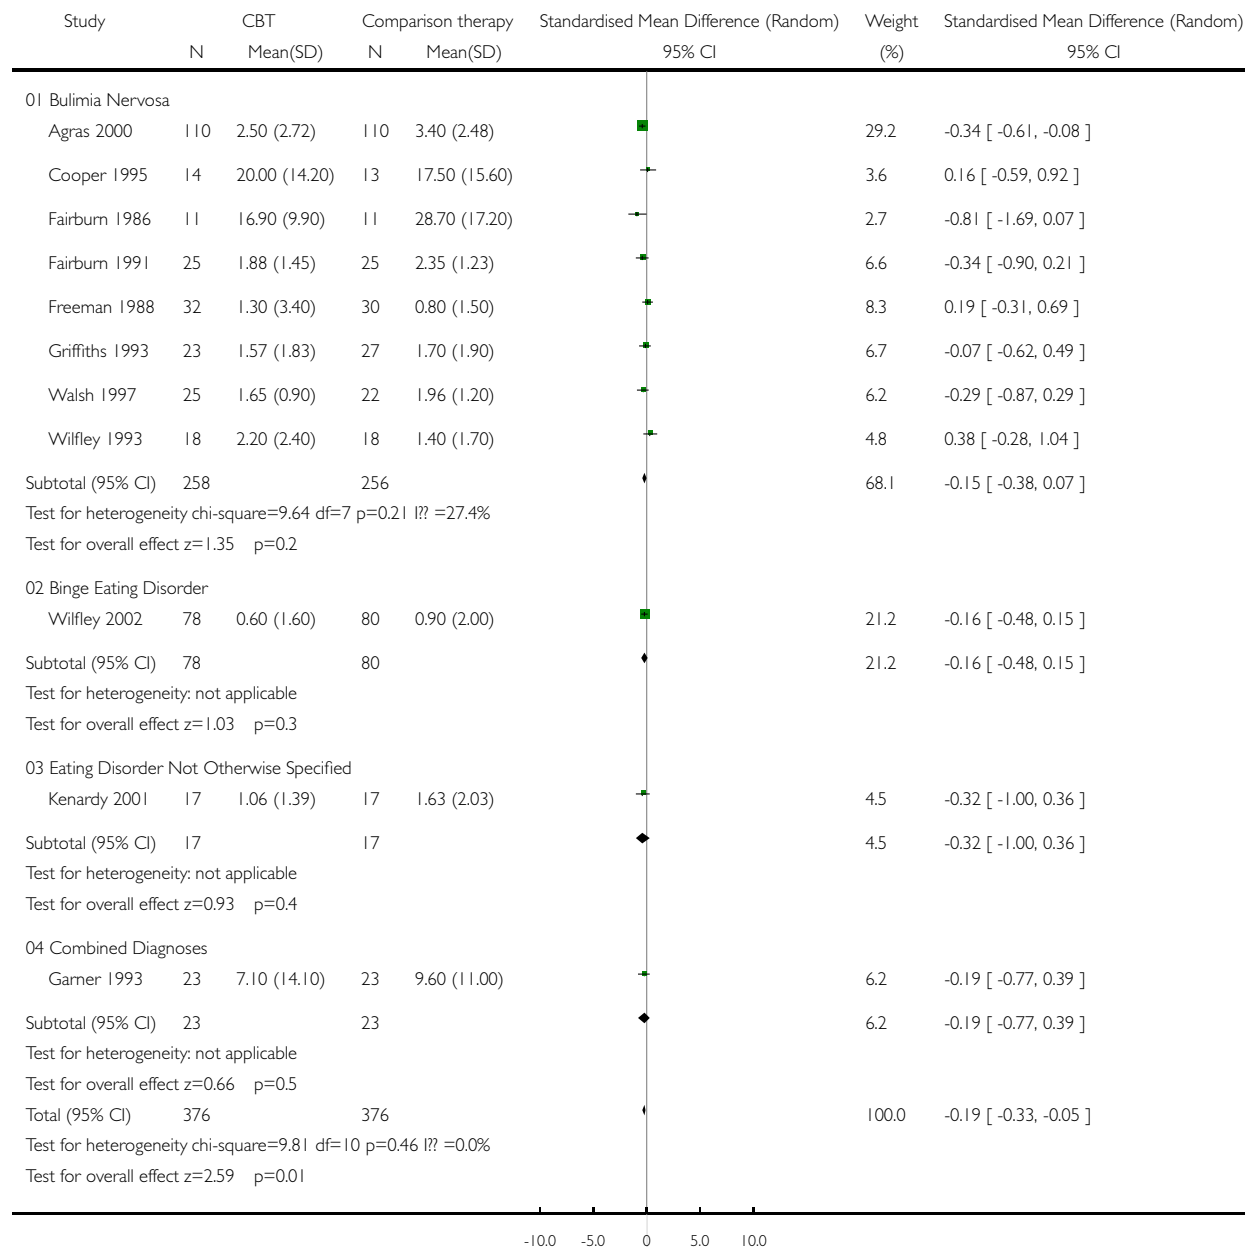 Study CBT Comparison therapy Standardised Mean Difference (Random) Weight Standardised Mean Difference (Random)
N Mean(SD) N Mean(SD) 95% CI (%) 95% CI
01 Bulimia Nervosa
Agras 2000 110 2.50 (2.72) 110 3.40 (2.48) 29.2 -0.34 [ -0.61, -0.08 ]
Cooper 1995 14 20.00 (14.20) 13 17.50 (15.60) 3.6 0.16 [ -0.59, 0.92 ]
Fairburn 1986 11 16.90 (9.90) 11 28.70 (17.20) 2.7 -0.81 [ -1.69, 0.07 ]
Fairburn 1991 25 1.88 (1.45) 25 2.35 (1.23) 6.6 -0.34 [ -0.90, 0.21 ]
Freeman 1988 32 1.30 (3.40) 30 0.80 (1.50) 8.3 0.19 [ -0.31, 0.69 ]
Griffiths 1993 23 1.57 (1.83) 27 1.70 (1.90) 6.7 -0.07 [ -0.62, 0.49 ]
Walsh 1997 25 1.65 (0.90) 22 1.96 (1.20) 6.2 -0.29 [ -0.87, 0.29 ]
Wilfley 1993 18 2.20 (2.40) 18 1.40 (1.70) 4.8 0.38 [ -0.28, 1.04 ]
Subtotal (95% CI) 258 256 68.1 -0.15 [ -0.38, 0.07 ]
Test for heterogeneity chi-square=9.64 df=7 p=0.21 I?? =27.4%
Test for overall effect z=1.35 p=0.2
02 Binge Eating Disorder
Wilfley 2002 78 0.60 (1.60) 80 0.90 (2.00) 21.2 -0.16 [ -0.48, 0.15 ]
Subtotal (95% CI) 78 80 21.2 -0.16 [ -0.48, 0.15 ]
Test for heterogeneity: not applicable
Test for overall effect z=1.03 p=0.3
03 Eating Disorder Not Otherwise Specified
Kenardy 2001 17 1.06 (1.39) 17 1.63 (2.03) 4.5 -0.32 [ -1.00, 0.36 ]
Subtotal (95% CI) 17 17 4.5 -0.32 [ -1.00, 0.36 ]
Test for heterogeneity: not applicable
Test for overall effect z=0.93 p=0.4
04 Combined Diagnoses
Garner 1993 23 7.10 (14.10) 23 9.60 (11.00) 6.2 -0.19 [ -0.77, 0.39 ]
Subtotal (95% CI) 23 23 6.2 -0.19 [ -0.77, 0.39 ]
Test for heterogeneity: not applicable
Test for overall effect z=0.66 p=0.5
Total (95% CI) 376 376 100.0 -0.19 [ -0.33, -0.05 ]
Test for heterogeneity chi-square=9.81 df=10 p=0.46 I?? =0.0%
Test for overall effect z=2.59 p=0.01
-10.0 -5.0 0 5.0 10.0